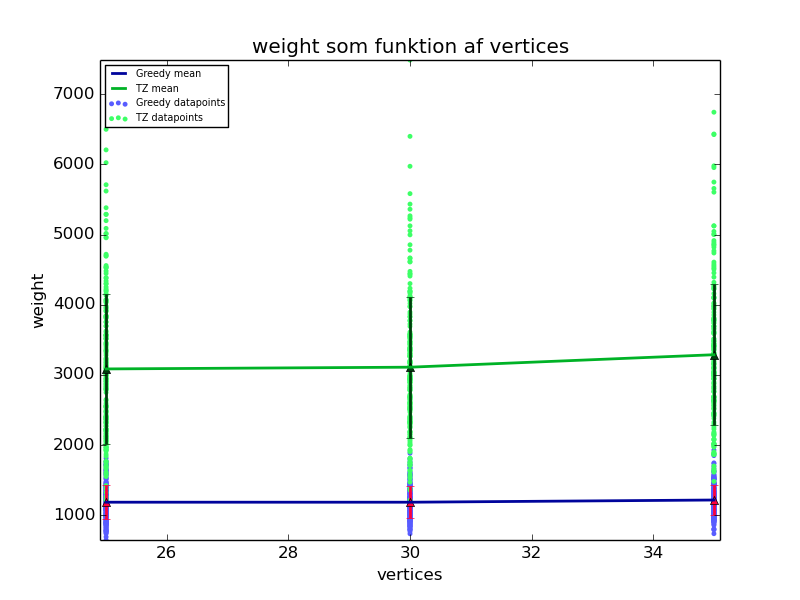 weight som funktion af vertices
Greedy mean
TZ mean
Greedy datapoints
TZ datapoints
7000
6000
5000
4000
3000
2000
1000
weight
26 28 30 32 34
vertices